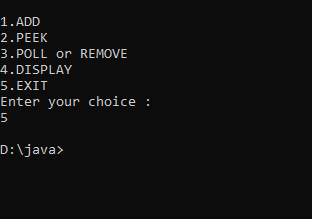 1.ADD
2.PEEK
3.POLL or REMOVE
4.DISPLAY
5.EXIT
Enter your choice :
5
D:\java>